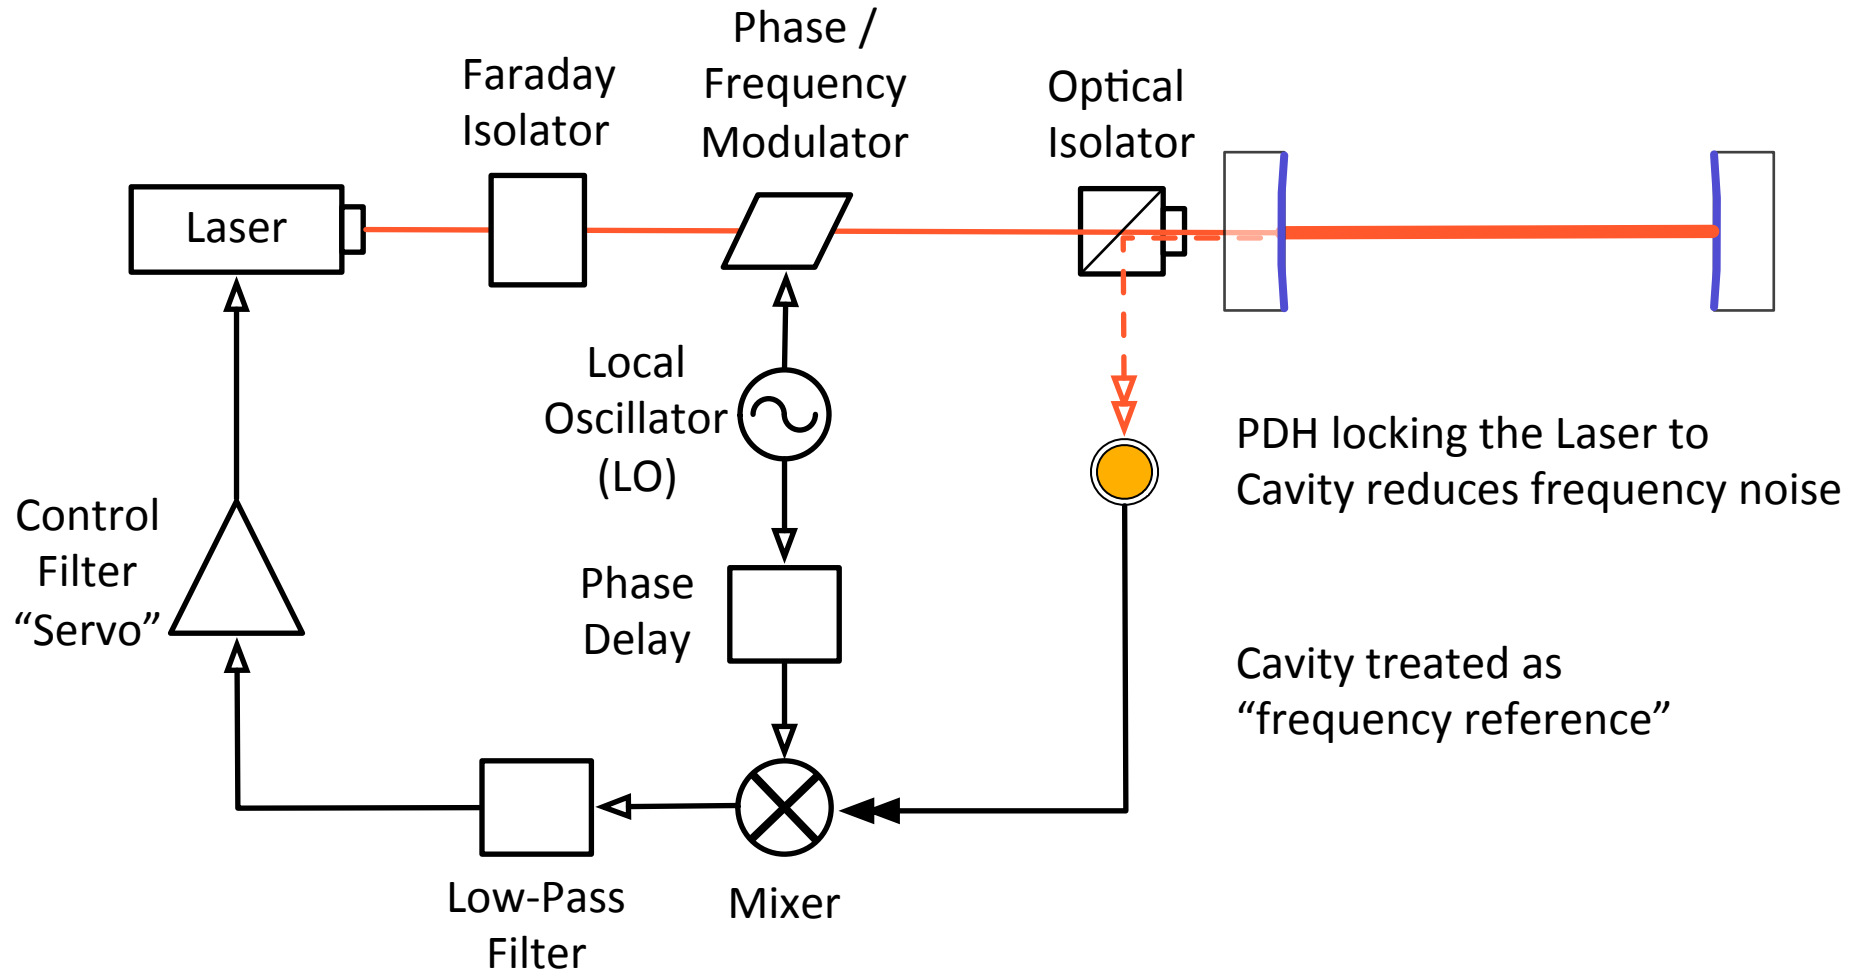 Phase /
Frequency
Modulator
Faraday
Isolator
Optical
Isolator
Laser
Local
Oscillator
(LO)
PDH locking the Laser to
Cavity reduces frequency noise
Control
Filter
“Servo”
Phase
Delay
Cavity treated as
“frequency reference”
Low-Pass
Filter
Mixer